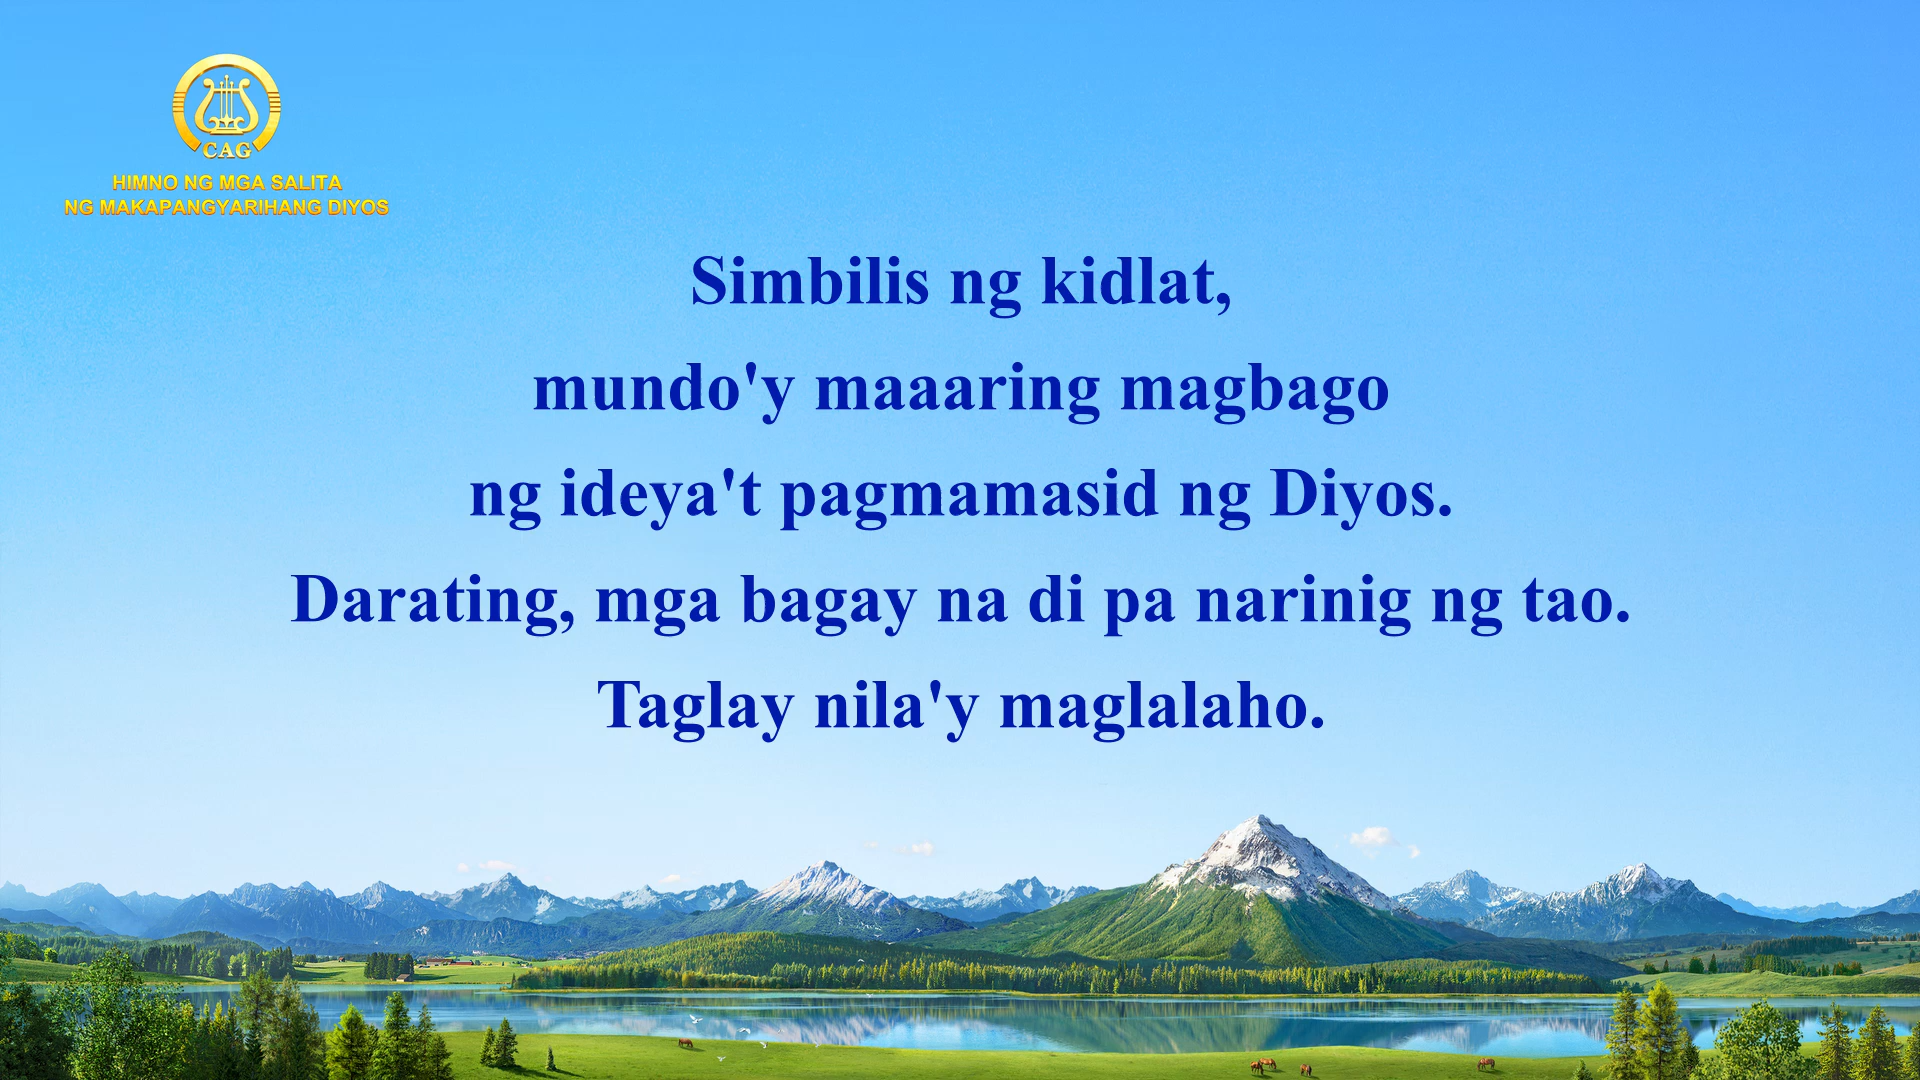 CAG
HIMNO NG MGA SALITA
NG MAKAPANGYARIHANG DIYOS
Simbilis ng kidlat,
mundo'y maaaring magbago
ng ideya't pagmamasid ng Diyos.
Darating, mga bagay na di pa narinig ng tao.
Taglay nila'y maglalaho.